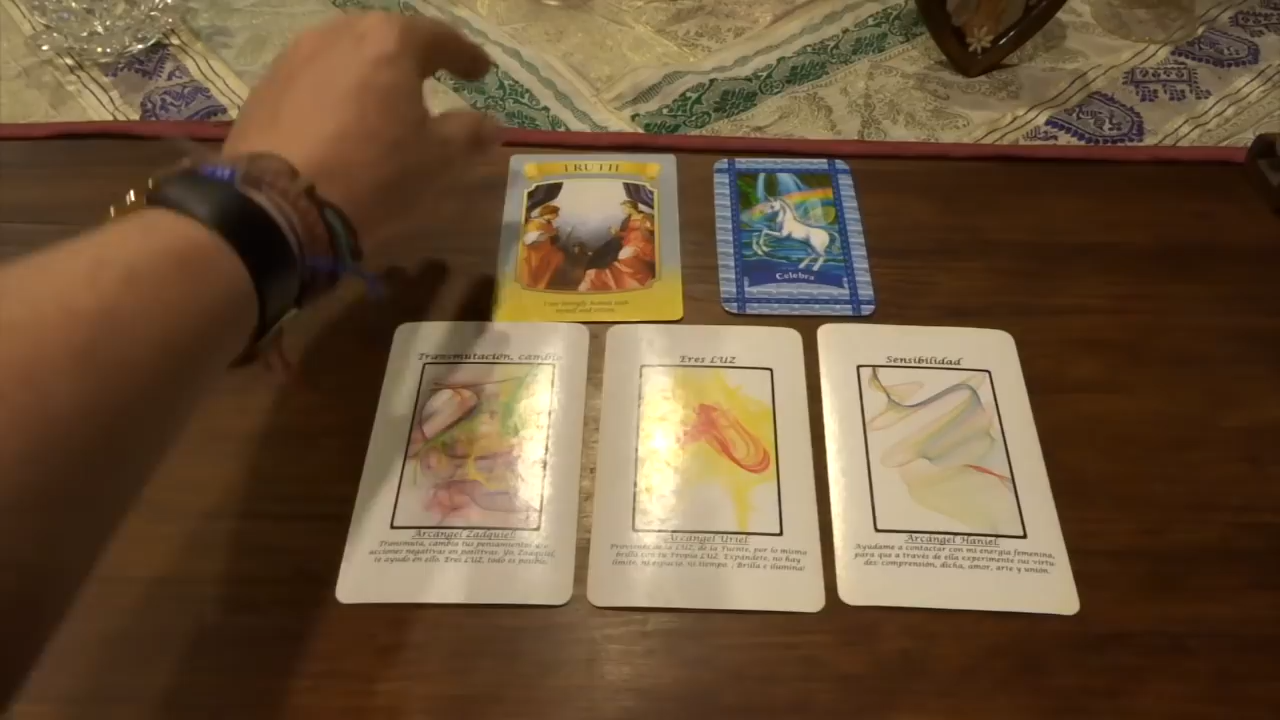 TRUTH
Celebra
Transmutación, cambio
Arcángel Zadquiel
Transmuta, cambia tus pensamientos
acciones negativas en positivas. Yo, Zadquiel,
te ayudo en ello. Eres LUZ, todo es posible.
Eres LUZ
Arcángel Uriel
Provienes de la LUZ, de la Fuente, por lo mismo
brilla con tu Propia LUZ. Expándete, no hay
límite, ni espacio, ni tiempo. ¡Brilla e ilumina!
Sensibilidad
Arcángel Haniel
Ayúdame a contactar con mi energía femenina,
para que a través de ella experimente sus virtu-
des: comprensión, dicha, amor, arte y unión.